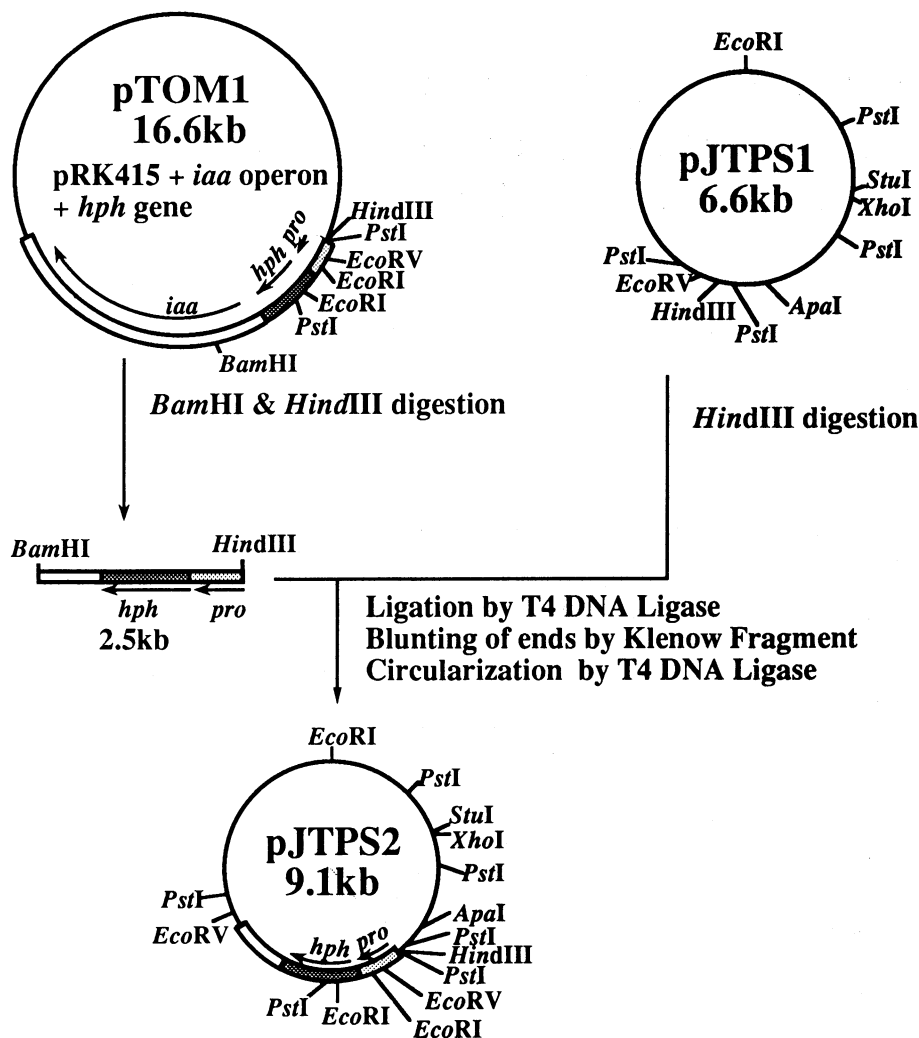 pTOM1
16.6kb
pRK415 + iaa operon
+ hph gene
hph pro
HindIII
PstI
EcoRV
EcoRI
EcoRI
PstI
iaa
BamHI
EcoRI
PstI
pJTPS1
6.6kb
StuI
XhoI
PstI
PstI
EcoRV
HindIII
PstI
ApaI
BamHI & HindIII digestion
HindIII digestion
BamHI
HindIII
hph
pro
2.5kb
Ligation by T4 DNA Ligase
Blunting of ends by Klenow Fragment
Circularization by T4 DNA Ligase
EcoRI
PstI
StuI
XhoI
pJTPS2
9.1kb
PstI
PstI
EcoRV
hph pro
ApaI
PstI
HindIII
PstI
EcoRV
PstI
EcoRI
EcoRI